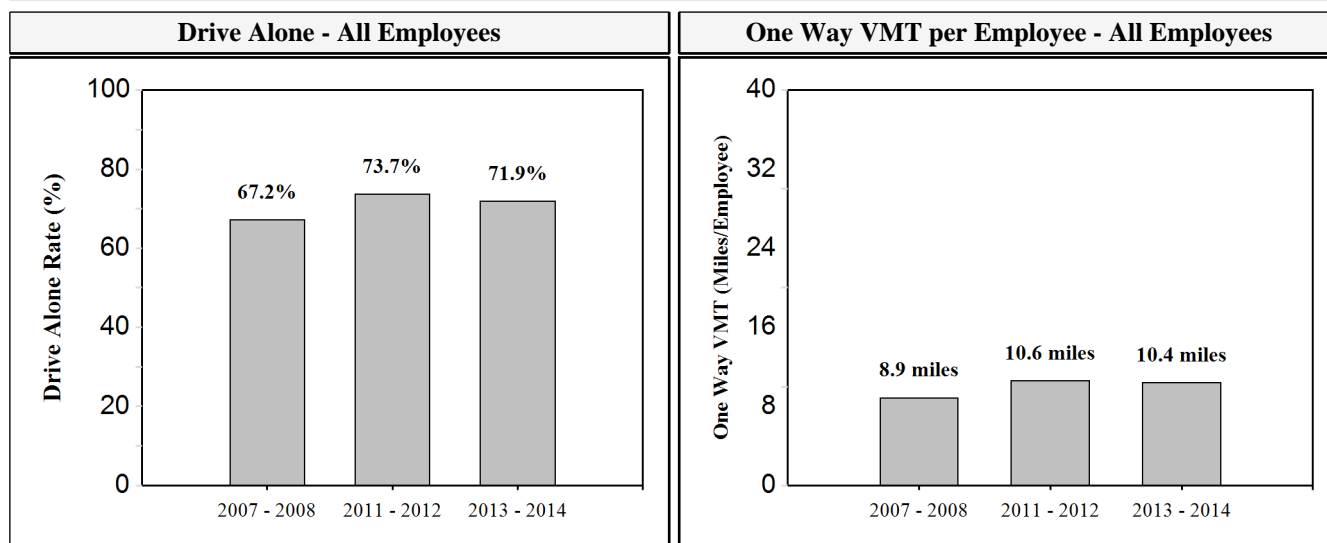 Drive Alone - All Employees
Drive Alone Rate (%)
100
80
60
40
20
0
67.2%
73.7%
71.9%
2007 - 2008
2011 - 2012
2013 - 2014
One Way VMT per Employee - All Employees
One Way VMT (Miles/Employee)
40
32
24
16
8
0
8.9 miles
10.6 miles
10.4 miles
2007 - 2008
2011 - 2012
2013 - 2014